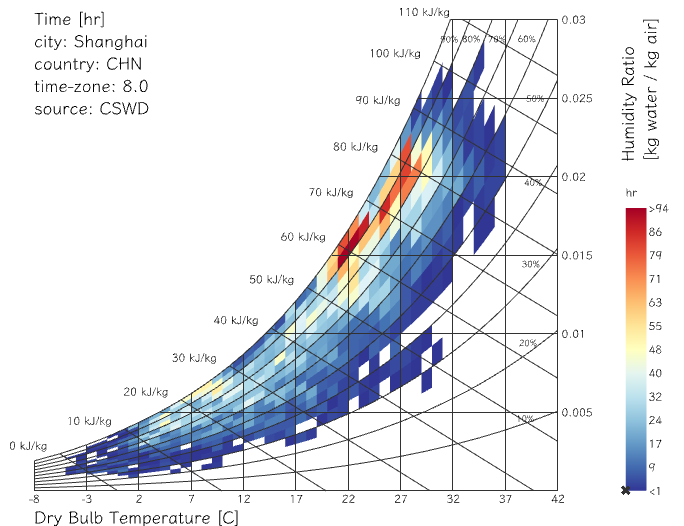 Time [hr]
city: Shanghai
country: CHN
time-zone: 8.0
source: CSWD
110 kJ/kg
100 kJ/kg
90 kJ/kg
80 kJ/kg
70 kJ/kg
60 kJ/kg
50 kJ/kg
40 kJ/kg
30 kJ/kg
20 kJ/kg
10 kJ/kg
0 kJ/kg
90% 80% 70% 60%
50%
40%
30%
20%
10%
0.03
0.025
0.02
0.015
0.01
0.005
-8 -3 2 7 12 17 22 27 32 37 42
Dry Bulb Temperature [C]
Humidity Ratio
[kg water / kg air]
hr
>94
86
79
71
63
55
48
40
32
24
17
9
<1